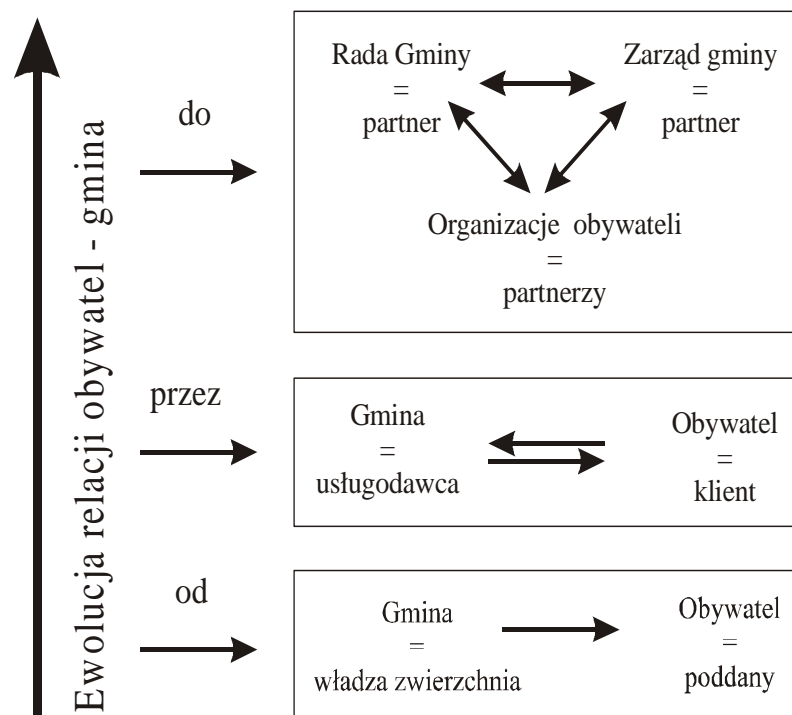 Ewolucja relacji obywatel - gmina
do
Rada Gminy
=
partner
Zarząd gminy
=
partner
Organizacje obywateli
=
partnerzy
przez
Gmina
=
usługodawca
Obywatel
=
klient
od
Gmina
=
władza zwierzchnia
Obywatel
=
poddany